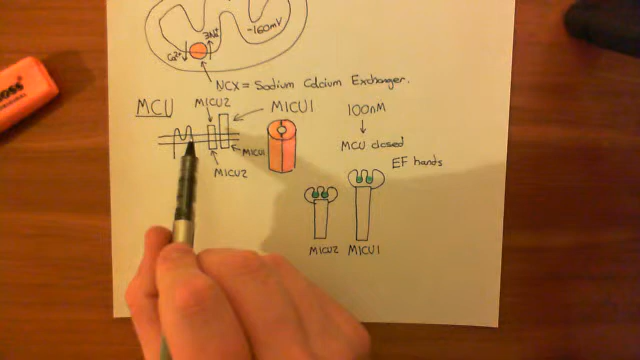 -160mV
3Na+
Ca2+
NCX = Sodium Calcium Exchanger.
MCU
MICU2
MICU1
100nM
MCU closed
MICU1
MICU2
EF hands
MICU2
MICU1
BOSS